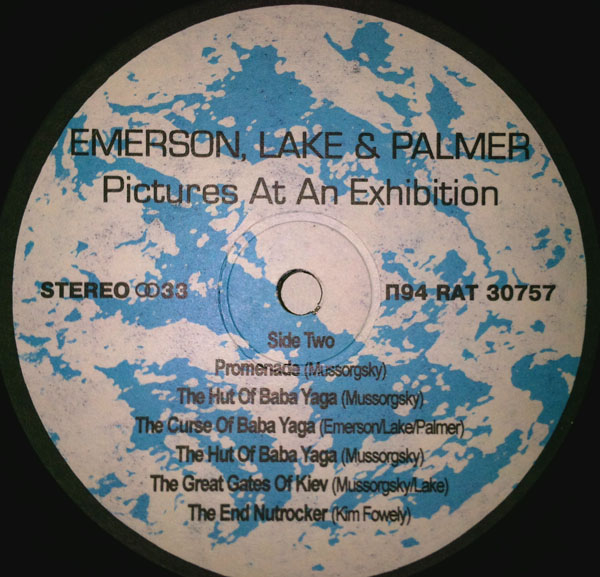 EMERSON, LAKE & PALMER
Pictures At An Exhibition
STEREO ꝏ 33
П94 RAT 30757
Side Two
Promenade (Mussorgsky)
The Hut Of Baba Yaga (Mussorgsky)
The Curse Of Baba Yaga (Emerson/Lake/Palmer)
The Hut Of Baba Yaga (Mussorgsky)
The Great Gates Of Kiev (Mussorgsky/Lake)
The End Nutrocker (Kim Fowely)